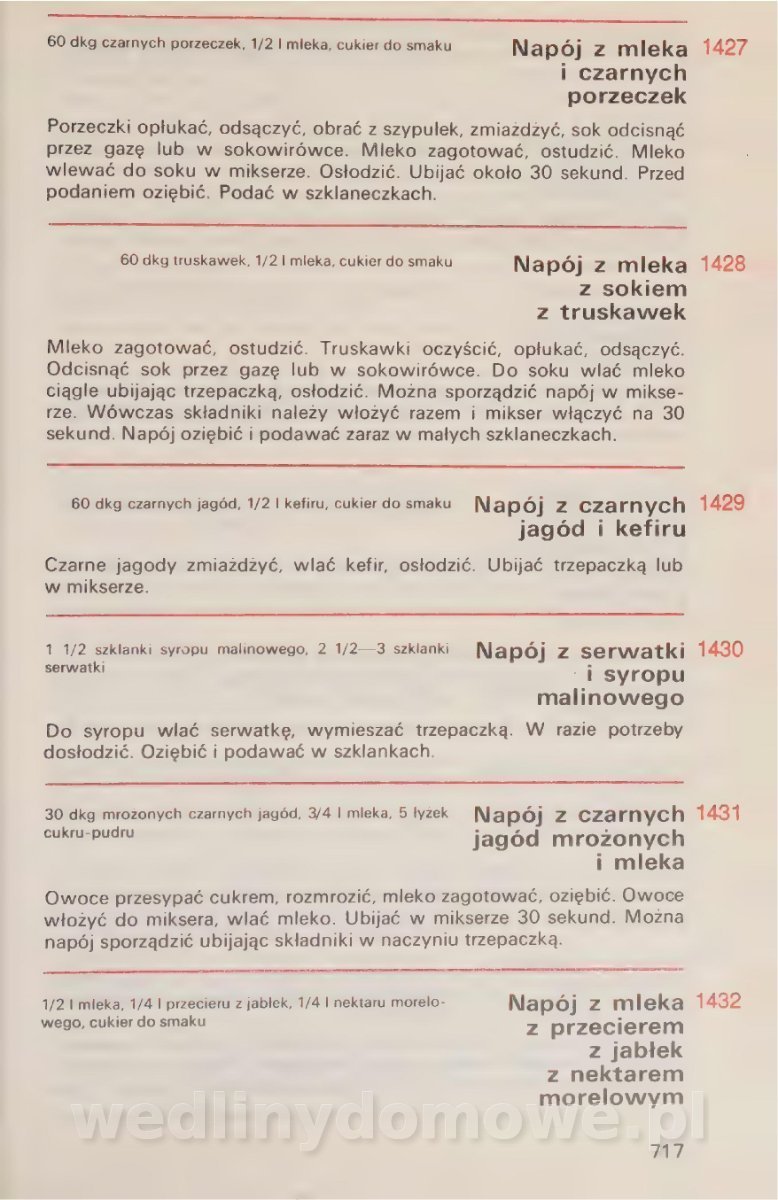 60 dkg czarnych porzeczek, 1/2 l mleka, cukier do smaku
Napój z mleka 1427
i czarnych
porzeczek
Porzeczki opłukać, odsączyć, obrać z szypułek, zmiażdżyć, sok odcisnąć
przez gazę lub w sokowirówce. Mleko zagotować, ostudzić. Mleko
wlewać do soku w mikserze. Osłodzić. Ubijać około 30 sekund. Przed
podaniem oziębić. Podać w szklaneczkach.
60 dkg truskawek, 1/2 l mleka, cukier do smaku
Napój z mleka 1428
z sokiem
z truskawek
Mleko zagotować, ostudzić. Truskawki oczyścić, opłukać, odsączyć.
Odcisnąć sok przez gazę lub w sokowirówce. Do soku wlać mleko
ciągle ubijając trzepaczką, osłodzić. Można sporządzić napój w mikse-
rze. Wówczas składniki należy włożyć razem i mikser włączyć na 30
sekund. Napój oziębić i podawać zaraz w małych szklaneczkach.
60 dkg czarnych jagód, 1/2 l kefiru, cukier do smaku
Napój z czarnych 1429
jagód i kefiru
Czarne jagody zmiażdżyć, wlać kefir, osłodzić. Ubijać trzepaczką lub
w mikserze.
1 1/2 szklanki syropu malinowego, 2 1/2—3 szklanki
serwatki
Napój z serwatki 1430
i syropu
malinowego
Do syropu wlać serwatkę, wymieszać trzepaczką. W razie potrzeby
dosłodzić. Oziębić i podawać w szklankach.
30 dkg mrożonych czarnych jagód, 3/4 l mleka, 5 łyżek
cukru-pudru
Napój z czarnych 1431
jagód mrożonych
i mleka
Owoce przesypać cukrem, rozmrozić, mleko zagotować, oziębić. Owoce
włożyć do miksera, wlać mleko. Ubijać w mikserze 30 sekund. Można
napój sporządzić ubijając składniki w naczyniu trzepaczką.
1/2 l mleka, 1/4 l przecieru z jabłek, 1/4 l nektaru morelo-
wego, cukier do smaku
Napój z mleka 1432
z przecierem
z jabłek
z nektarem
morelowym
wedlinydomowe.pl
717